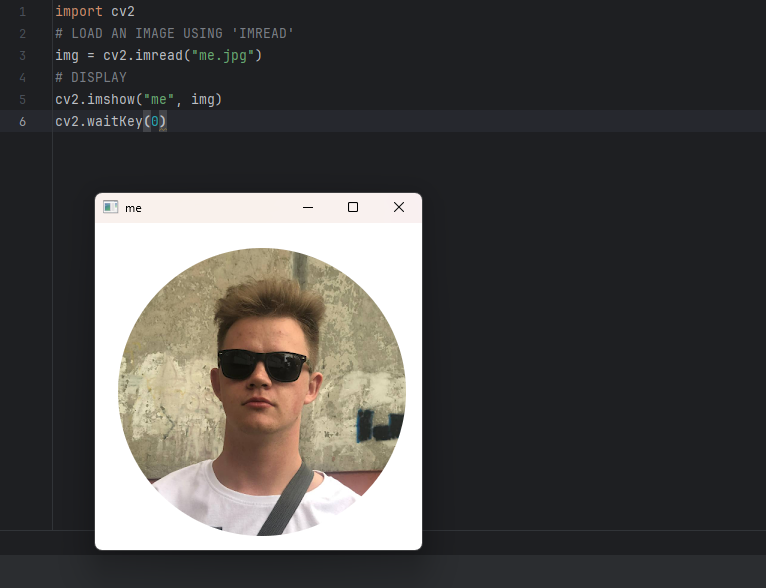 1 import cv2
2 # LOAD AN IMAGE USING 'IMREAD'
3 img = cv2.imread("me.jpg")
4 # DISPLAY
5 cv2.imshow("me", img)
6 cv2.waitKey(0)
me